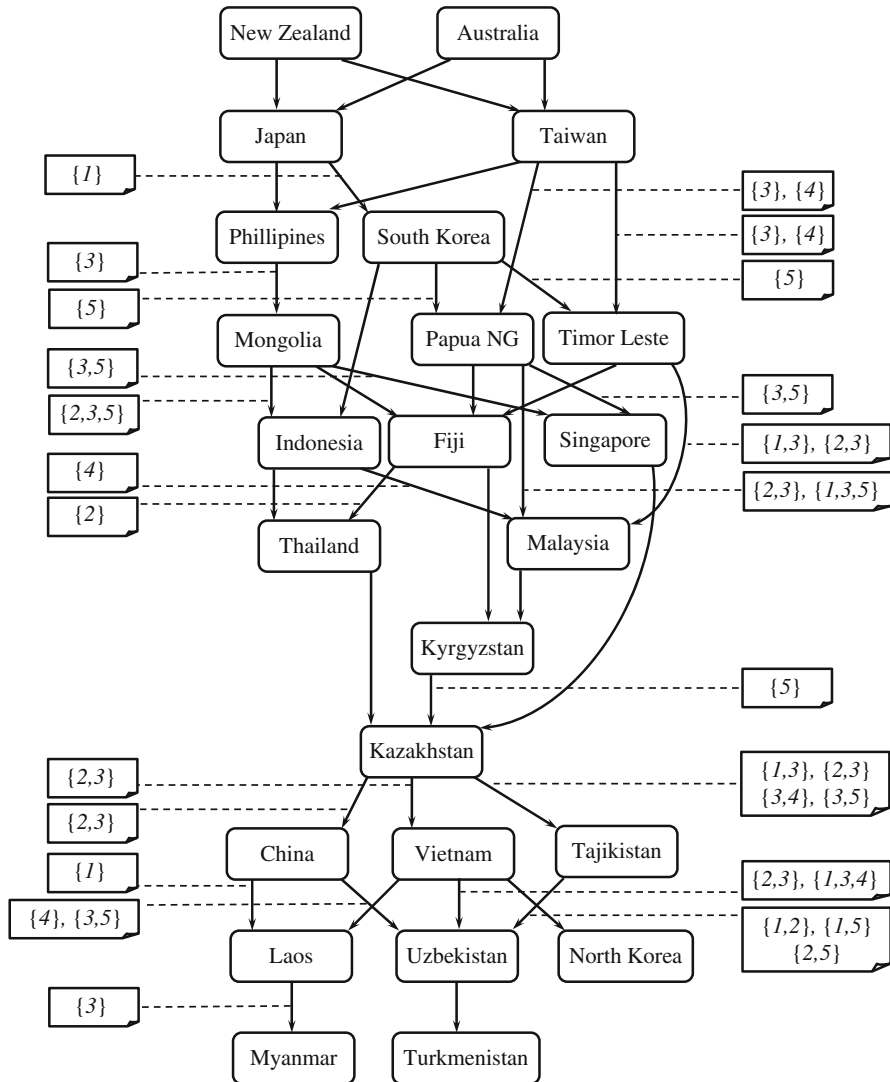 New Zealand
Australia
Japan
Taiwan
{1}
{3}, {4}
Phillipines
South Korea
{3}, {4}
{3}
{5}
{5}
Mongolia
Papua NG
Timor Leste
{3,5}
{3,5}
{2,3,5}
Indonesia
Fiji
Singapore
{1,3}, {2,3}
{4}
{2,3}, {1,3,5}
{2}
Thailand
Malaysia
Kyrgyzstan
{5}
Kazakhstan
{2,3}
{1,3}, {2,3}
{3,4}, {3,5}
{2,3}
China
Vietnam
Tajikistan
{1}
{2,3}, {1,3,4}
{4}, {3,5}
{1,2}, {1,5}
{2,5}
Laos
Uzbekistan
North Korea
{3}
Myanmar
Turkmenistan